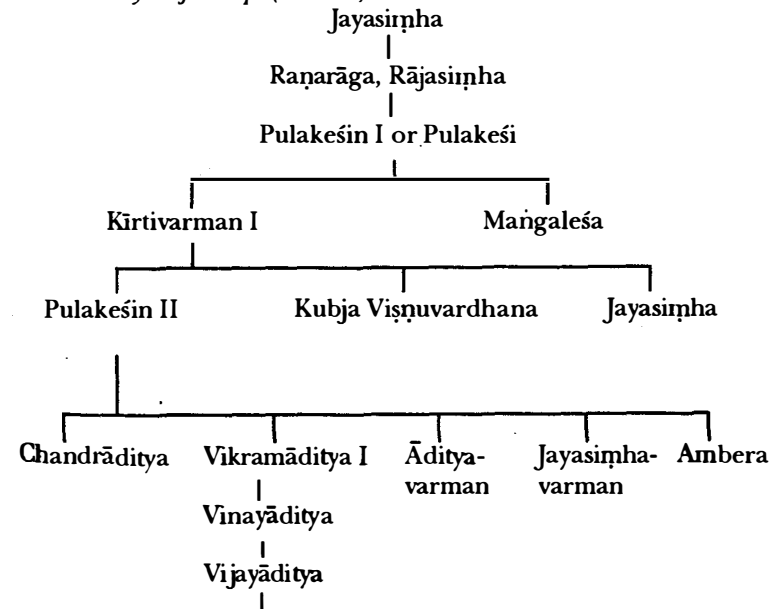 Jayasiṃha
Raṇarāga, Rājasiṃha
Pulakeśin I or Pulakeśi
Kīrtivarman I Maṅgaleśa
Pulakeśin II Kubja Viṣṇuvardhana Jayasiṃha
Chandrāditya Vikramāditya I Āditya- Jayasiṃha- Ambera
varman varman
Vinayāditya
Vijayāditya